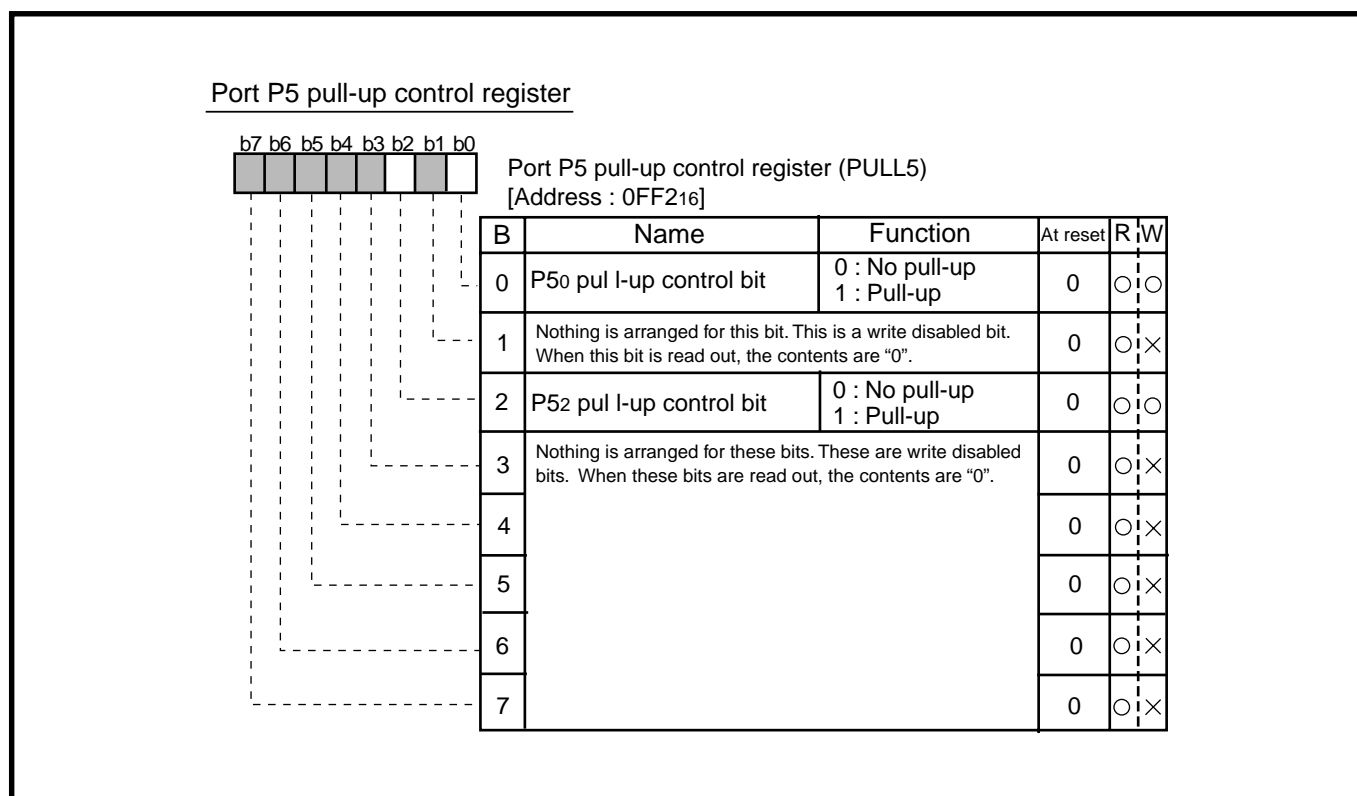 Port P5 pull-up control register
b7 b6 b5 b4 b3 b2 b1 b0
Port P5 pull-up control register (PULL5)
[Address : 0FF216]
B Name Function At reset R W
0 P50 pul l-up control bit 0 : No pull-up 0 ○ ○
1 : Pull-up
1 Nothing is arranged for this bit. This is a write disabled bit. 0 ○ ×
When this bit is read out, the contents are “0”.
2 P52 pul l-up control bit 0 : No pull-up 0 ○ ○
1 : Pull-up
3 Nothing is arranged for these bits. These are write disabled 0 ○ ×
bits. When these bits are read out, the contents are “0”.
4 0 ○ ×
5 0 ○ ×
6 0 ○ ×
7 0 ○ ×